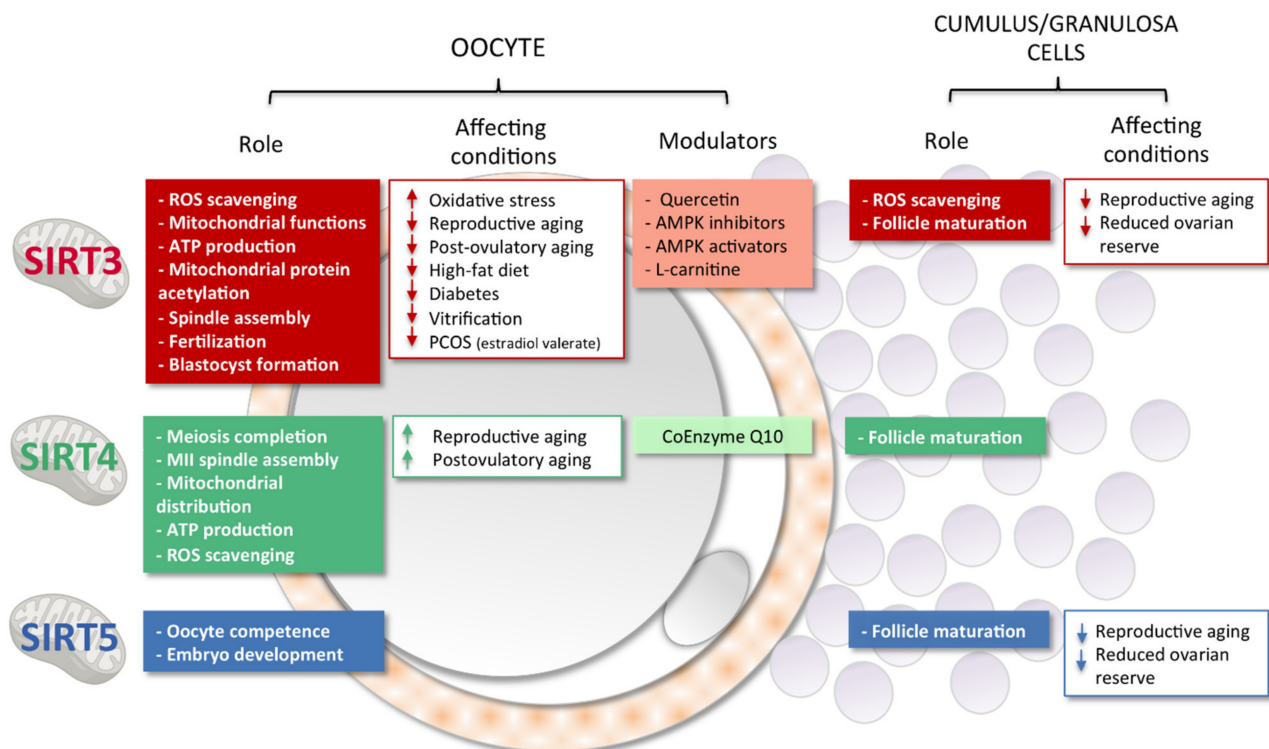 OOCYTE
CUMULUS/GRANULOSA
CELLS
Role
Affecting
conditions
Modulators
Role
Affecting
conditions
SIRT3
- ROS scavenging
- Mitochondrial functions
- ATP production
- Mitochondrial protein
acetylation
- Spindle assembly
- Fertilization
- Blastocyst formation
↑ Oxidative stress
↓ Reproductive aging
↓ Post-ovulatory aging
↓ High-fat diet
↓ Diabetes
↓ Vitrification
↓ PCOS (estradiol valerate)
- Quercetin
- AMPK inhibitors
- AMPK activators
- L-carnitine
- ROS scavenging
- Follicle maturation
↓ Reproductive aging
↓ Reduced ovarian
reserve
SIRT4
- Meiosis completion
- MII spindle assembly
- Mitochondrial
distribution
- ATP production
- ROS scavenging
↑ Reproductive aging
↑ Postovulatory aging
CoEnzyme Q10
- Follicle maturation
SIRT5
- Oocyte competence
- Embryo development
- Follicle maturation
↓ Reproductive aging
↓ Reduced ovarian
reserve